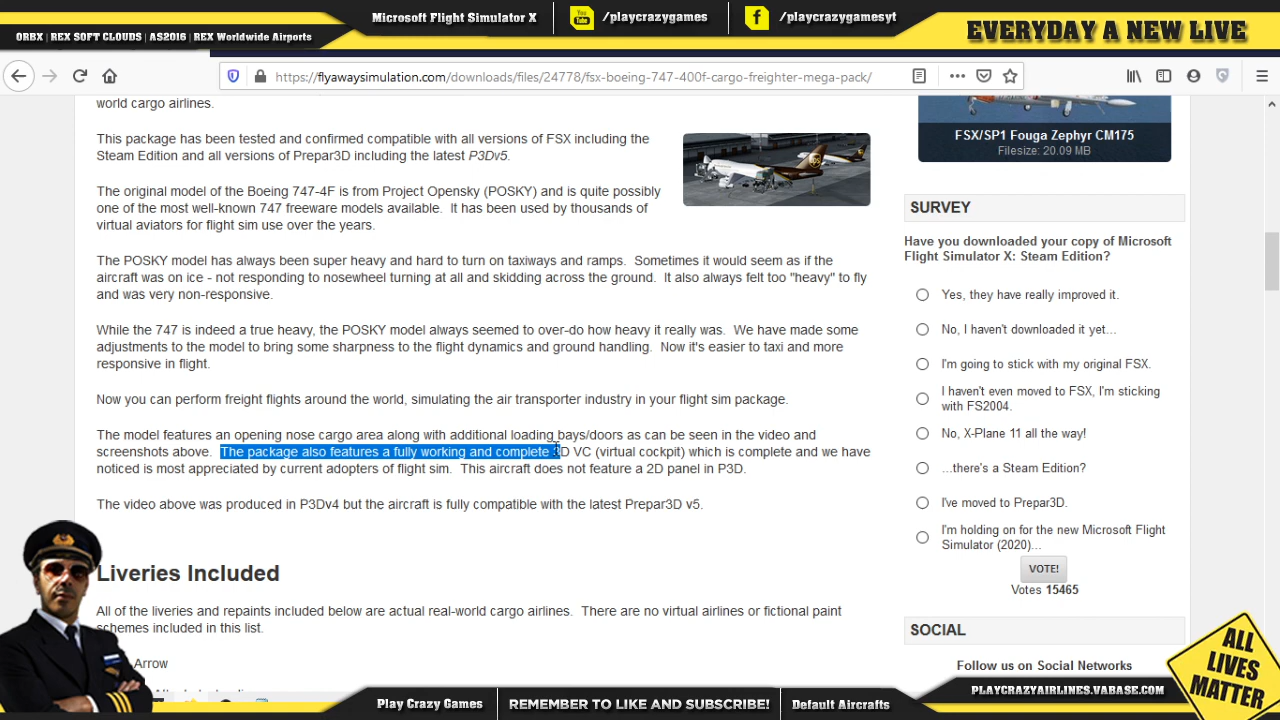 Microsoft Flight Simulator X
You Tube
/playcrazygames
/playcrazygamesyt
EVERYDAY A NEW LIVE
ORBX | REX SOFT CLOUDS | AS2016 | REX Worldwide Airports
https://flyawaysimulation.com/downloads/files/24778/fsx-boeing-747-400f-cargo-freighter-mega-pack/
world cargo airlines.
This package has been tested and confirmed compatible with all versions of FSX including the
Steam Edition and all versions of Prepar3D including the latest P3Dv5.
The original model of the Boeing 747-4F is from Project Opensky (POSKY) and is quite possibly
one of the most well-known 747 freeware models available. It has been used by thousands of
virtual aviators for flight sim use over the years.
The POSKY model has always been super heavy and hard to turn on taxiways and ramps. Sometimes it would seem as if the
aircraft was on ice - not responding to nosewheel turning at all and skidding across the ground. It also always felt too "heavy" to fly
and was very non-responsive.
While the 747 is indeed a true heavy, the POSKY model always seemed to over-do how heavy it really was. We have made some
adjustments to the model to bring some sharpness to the flight dynamics and ground handling. Now it's easier to taxi and more
responsive in flight.
Now you can perform freight flights around the world, simulating the air transporter industry in your flight sim package.
The model features an opening nose cargo area along with additional loading bays/doors as can be seen in the video and
screenshots above. The package also features a fully working and complete 3D VC (virtual cockpit) which is complete and we have
noticed is most appreciated by current adopters of flight sim. This aircraft does not feature a 2D panel in P3D.
The video above was produced in P3Dv4 but the aircraft is fully compatible with the latest Prepar3D v5.
Liveries Included
All of the liveries and repaints included below are actual real-world cargo airlines. There are no virtual airlines or fictional paint
schemes included in this list.
Arrow
FSX/SP1 Fouga Zephyr CM175
Filesize: 20.09 MB
SURVEY
Have you downloaded your copy of Microsoft
Flight Simulator X: Steam Edition?
Yes, they have really improved it.
No, I haven't downloaded it yet...
I'm going to stick with my original FSX.
I haven't even moved to FSX, I'm sticking
with FS2004.
No, X-Plane 11 all the way!
...there's a Steam Edition?
I've moved to Prepar3D.
I'm holding on for the new Microsoft Flight
Simulator (2020)...
VOTE!
Votes 15465
SOCIAL
Follow us on Social Networks
ALL
LIVES
MATTER
PLAYCRAZYAIRLINES.VABASE.COM
Play Crazy Games
REMEMBER TO LIKE AND SUBSCRIBE!
Default Aircrafts